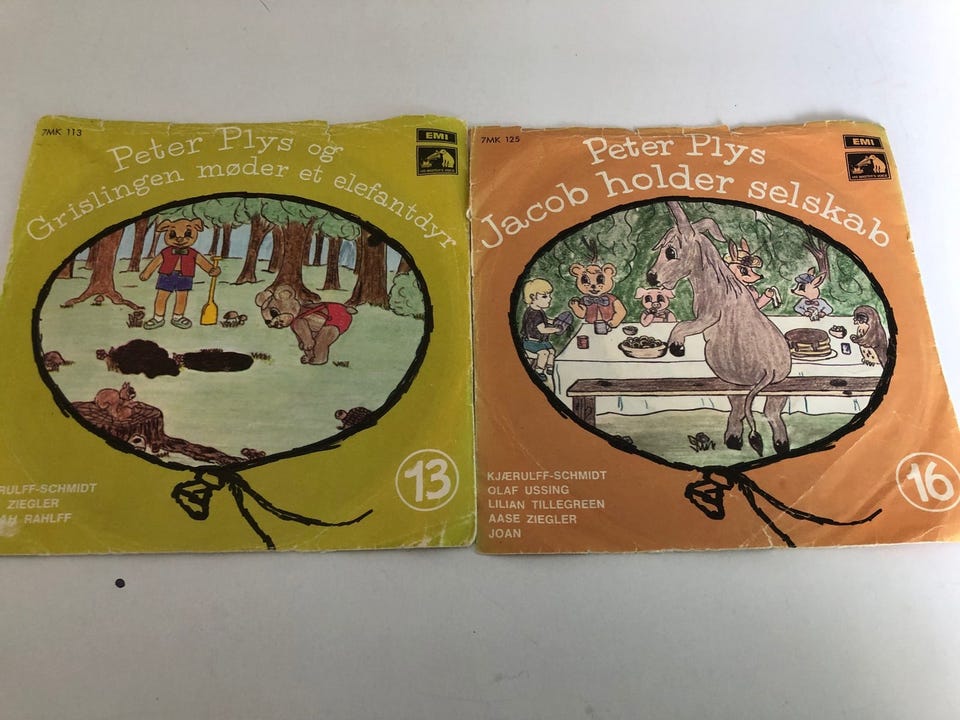 7MK 113
Peter Plys og
Grislingen møder et elefantdyr
EMI
RULFF-SCHMIDT
ZIEGLER
AH RAHLFF
13
7MK 125
Peter Plys
Jacob holder selskab
EMI
KJÆRULFF-SCHMIDT
OLAF USSING
LILIAN TILLEGREEN
AASE ZIEGLER
JOAN
16